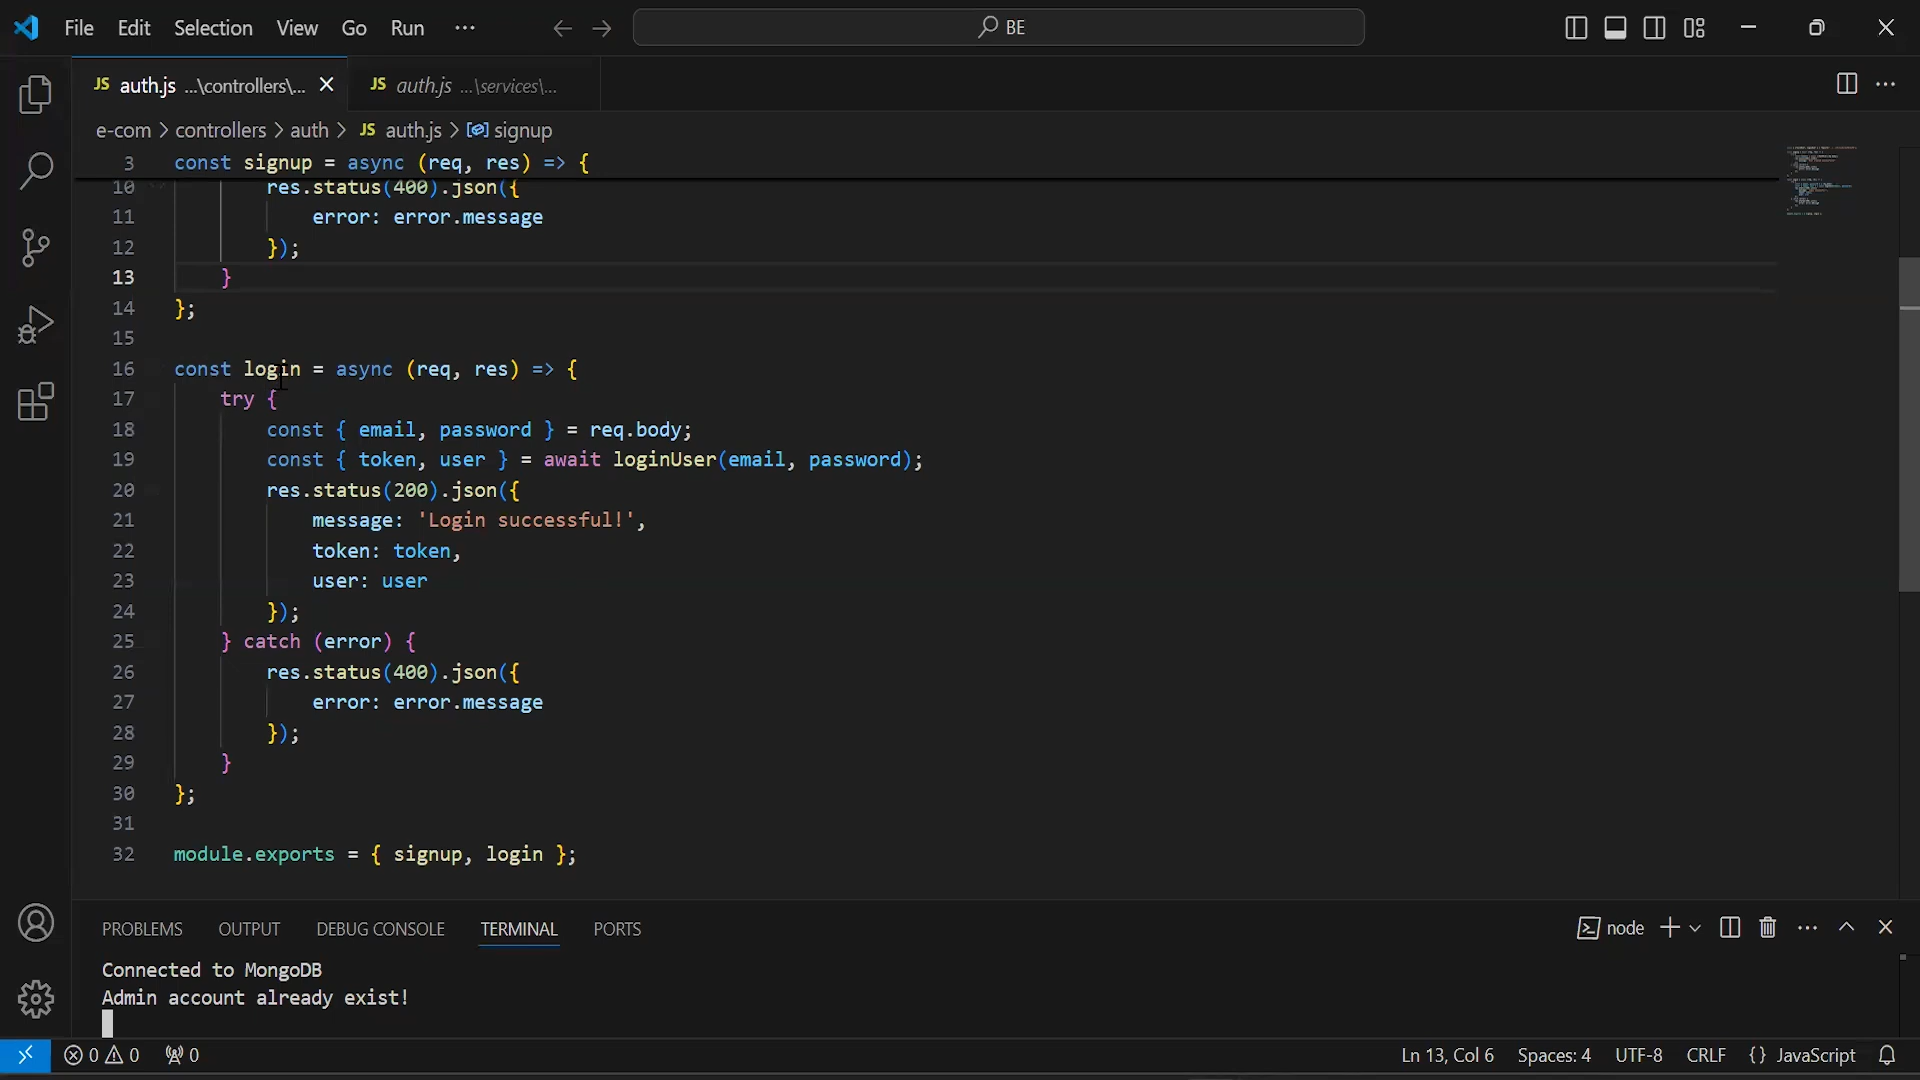 File Edit Selection View Go Run ··· BE
JS auth.js ...\controllers\... JS auth.js ...\services\...
e-com > controllers > auth > JS auth.js > signup
3 const signup = async (req, res) => {
10 res.status(400).json({
11 error: error.message
12 });
13 }
14 };
15
16 const login = async (req, res) => {
17 try {
18 const { email, password } = req.body;
19 const { token, user } = await loginUser(email, password);
20 res.status(200).json({
21 message: 'Login successful!',
22 token: token,
23 user: user
24 });
25 } catch (error) {
26 res.status(400).json({
27 error: error.message
28 });
29 }
30 };
31
32 module.exports = { signup, login };
PROBLEMS OUTPUT DEBUG CONSOLE TERMINAL PORTS node
Connected to MongoDB
Admin account already exist!
0 0 0 Ln 13, Col 6 Spaces: 4 UTF-8 CRLF {} JavaScript